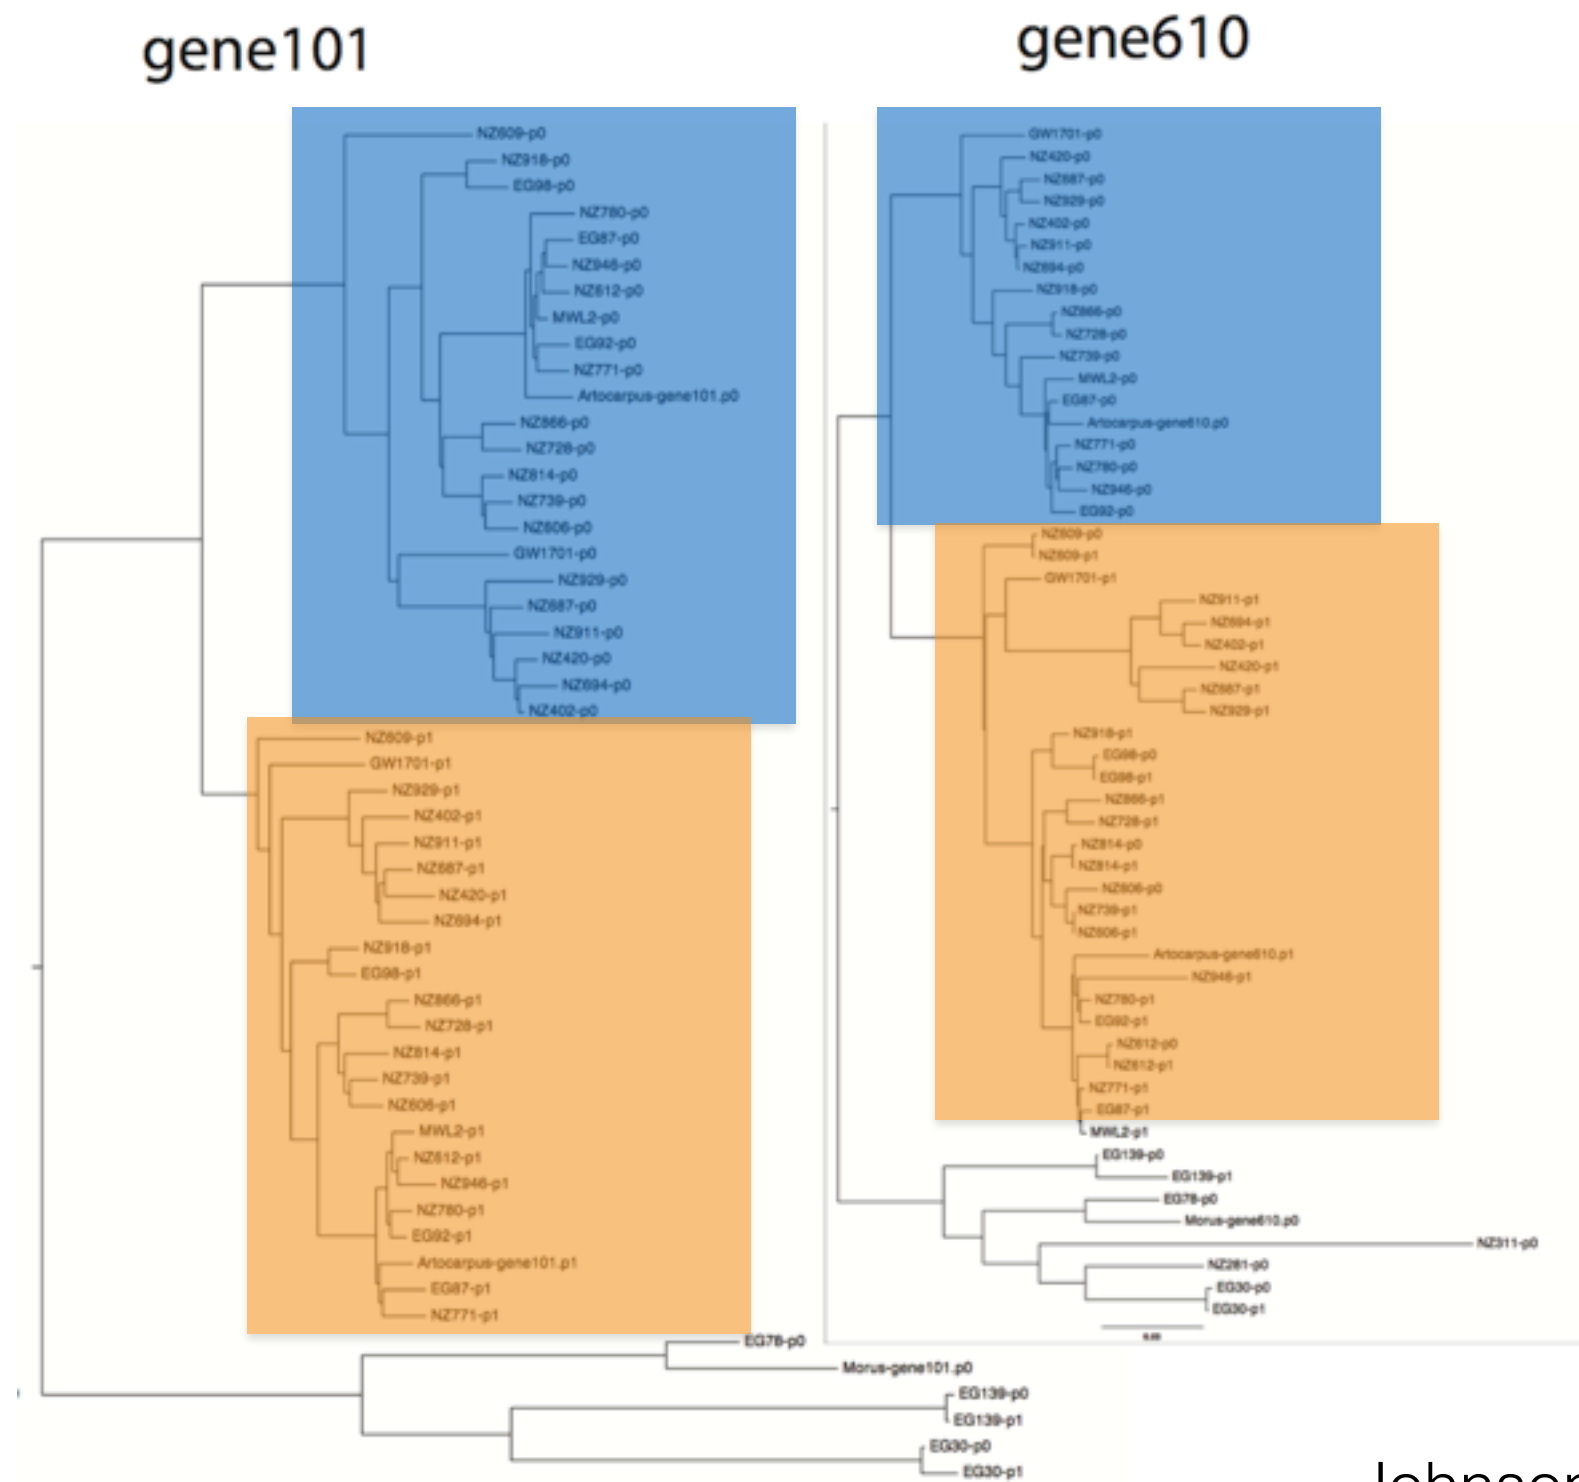 gene101
NZ609-p0
NZ918-p0
EG98-p0
NZ780-p0
EG87-p0
NZ946-p0
NZ612-p0
MWL2-p0
EG92-p0
NZ771-p0
Artocarpus-gene101.p0
NZ866-p0
NZ728-p0
NZ814-p0
NZ739-p0
NZ606-p0
GW1701-p0
NZ929-p0
NZ687-p0
NZ911-p0
NZ420-p0
NZ694-p0
NZ402-p0
NZ609-p1
GW1701-p1
NZ929-p1
NZ402-p1
NZ911-p1
NZ687-p1
NZ420-p1
NZ694-p1
NZ918-p1
EG98-p1
NZ866-p1
NZ728-p1
NZ814-p1
NZ739-p1
NZ606-p1
MWL2-p1
NZ612-p1
NZ946-p1
NZ780-p1
EG92-p1
Artocarpus-gene101.p1
EG87-p1
NZ771-p1
EG78-p0
Morus-gene101.p0
EG139-p0
EG139-p1
EG30-p0
EG30-p1
gene610
GW1701-p0
NZ420-p0
NZ687-p0
NZ929-p0
NZ402-p0
NZ911-p0
NZ694-p0
NZ918-p0
NZ866-p0
NZ728-p0
NZ739-p0
MWL2-p0
EG87-p0
Artocarpus-gene610.p0
NZ771-p0
NZ780-p0
NZ946-p0
EG92-p0
NZ609-p0
NZ609-p1
GW1701-p1
NZ911-p1
NZ694-p1
NZ402-p1
NZ420-p1
NZ687-p1
NZ929-p1
NZ918-p1
EG98-p0
EG98-p1
NZ866-p1
NZ728-p1
NZ814-p0
NZ814-p1
NZ606-p0
NZ739-p1
NZ606-p1
Artocarpus-gene610.p1
NZ946-p1
NZ780-p1
EG92-p1
NZ612-p0
NZ612-p1
NZ771-p1
EG87-p1
MWL2-p1
EG139-p0
EG139-p1
EG78-p0
Morus-gene610.p0
NZ311-p0
NZ281-p0
EG30-p0
EG30-p1